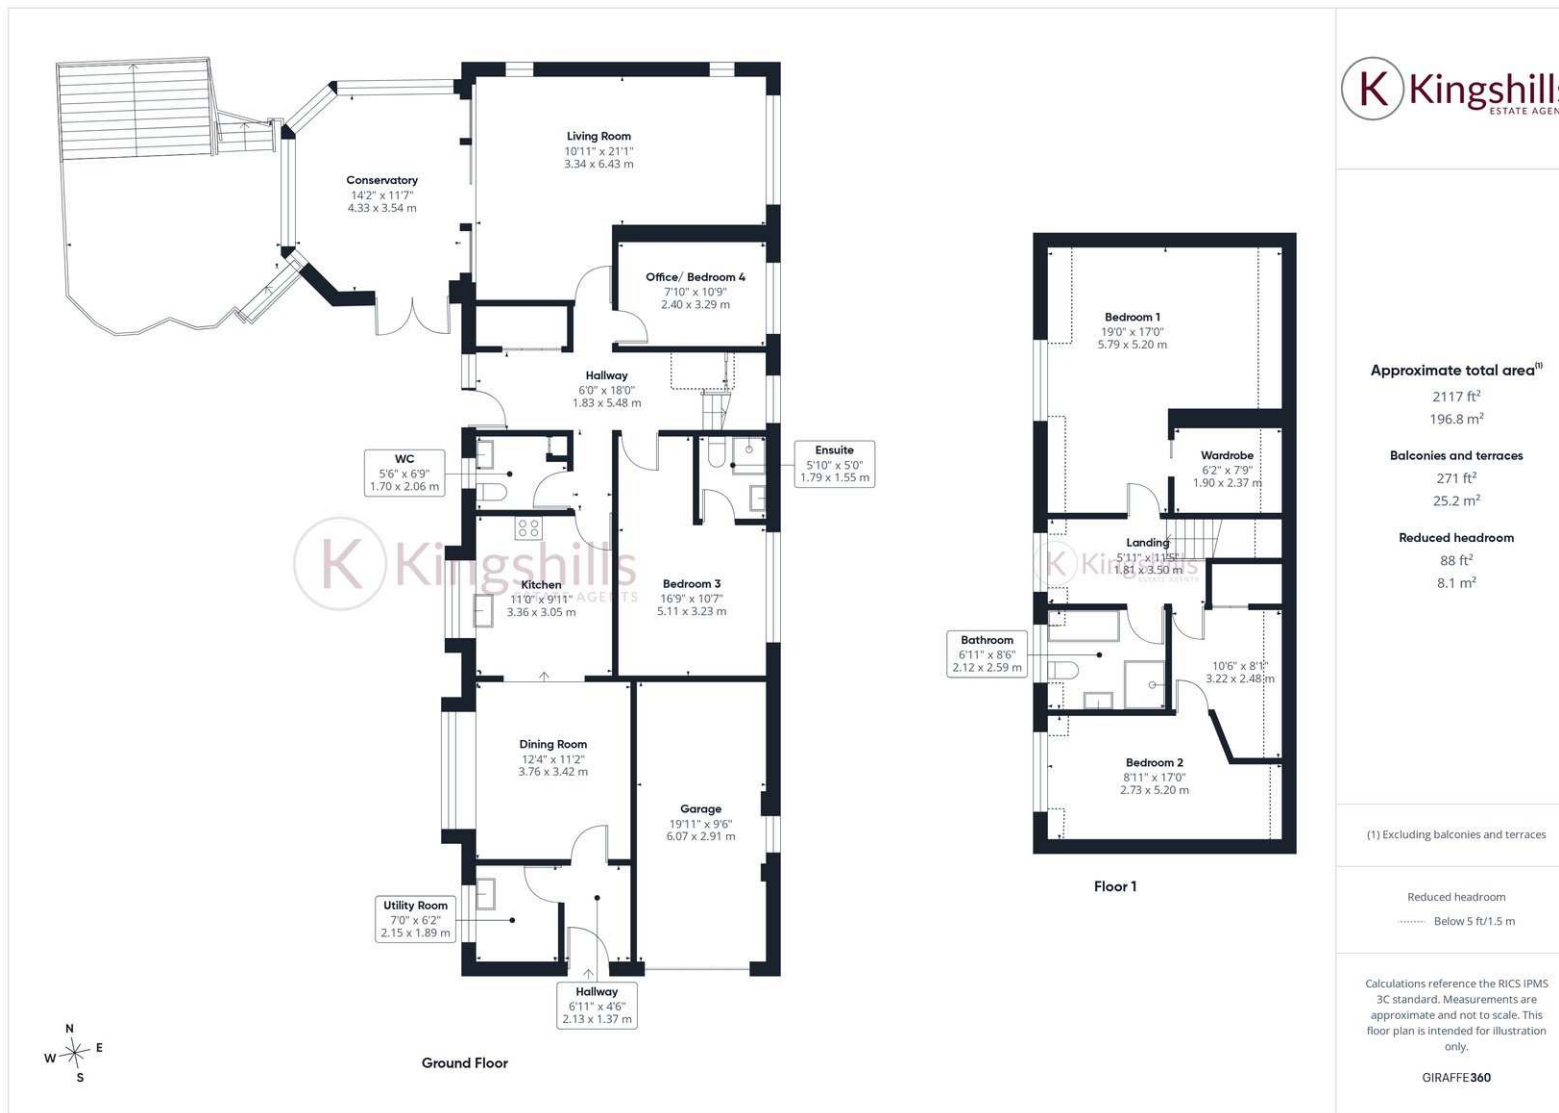 Living Room
10'11" x 21'1"
3.34 x 6.43 m
Conservatory
14'2" x 11'7"
4.33 x 3.54 m
Office/ Bedroom 4
7'10" x 10'9"
2.40 x 3.29 m
Hallway
6'0" x 18'0"
1.83 x 5.48 m
WC
5'6" x 6'9"
1.70 x 2.06 m
Ensuite
5'10" x 5'0"
1.79 x 1.55 m
K Kingshills
ESTATE AGENTS
Kitchen
11'0" x 9'11"
3.36 x 3.05 m
Bedroom 3
16'9" x 10'7"
5.11 x 3.23 m
Dining Room
12'4" x 11'2"
3.76 x 3.42 m
Garage
19'11" x 9'6"
6.07 x 2.91 m
Utility Room
7'0" x 6'2"
2.15 x 1.89 m
Hallway
6'11" x 4'6"
2.13 x 1.37 m
N
W E
S
Ground Floor
Bedroom 1
19'0" x 17'0"
5.79 x 5.20 m
Wardrobe
6'2" x 7'9"
1.90 x 2.37 m
Landing
5'11" x 11'5"
1.81 x 3.50 m
K Kingshills
ESTATE AGENTS
Bathroom
6'11" x 8'6"
2.12 x 2.59 m
10'6" x 8'1"
3.22 x 2.48 m
Bedroom 2
8'11" x 17'0"
2.73 x 5.20 m
Floor 1
K Kingshills
ESTATE AGEN
Approximate total area(1)
2117 ft²
196.8 m²
Balconies and terraces
271 ft²
25.2 m²
Reduced headroom
88 ft²
8.1 m²
(1) Excluding balconies and terraces
Reduced headroom
Below 5 ft/1.5 m
Calculations reference the RICS IPMS
3C standard. Measurements are
approximate and not to scale. This
floor plan is intended for illustration
only.
GIRAFFE360